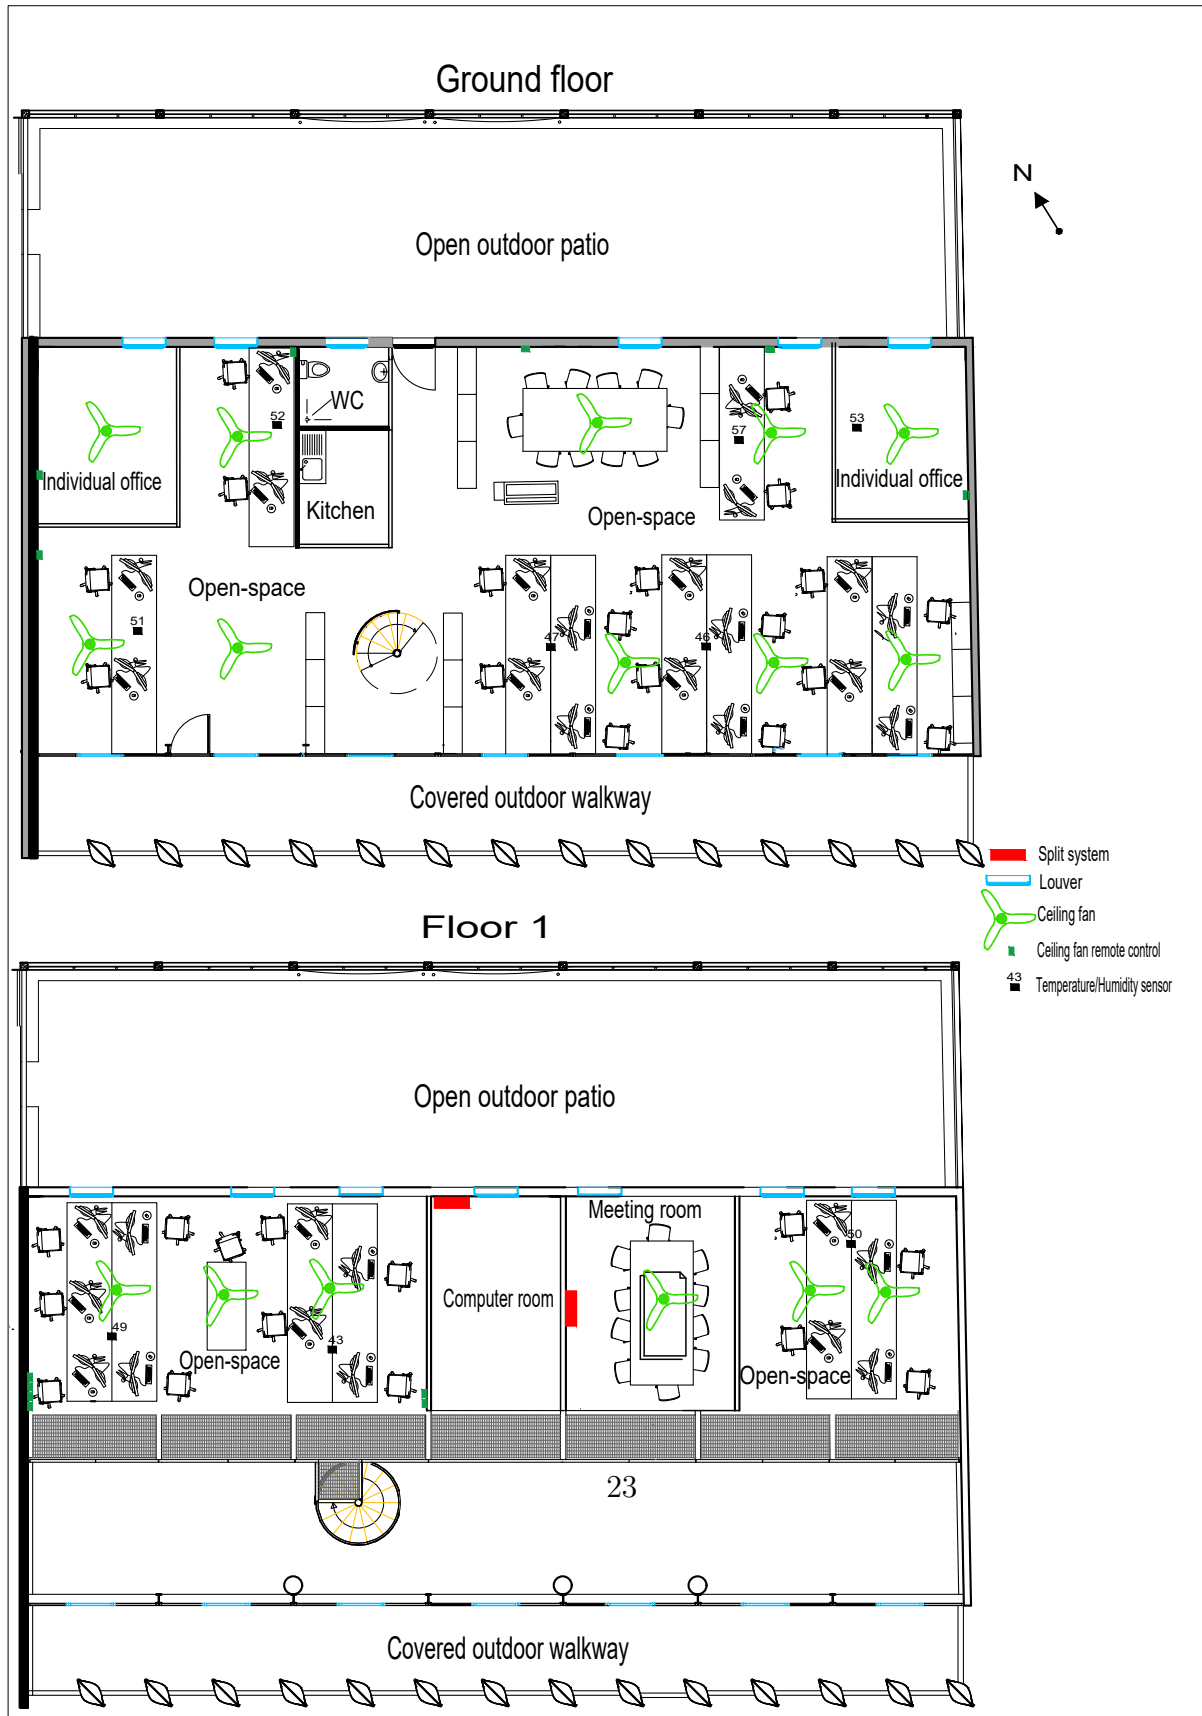 Ground floor
N
Open outdoor patio
52
WC
57
53
Individual office
Kitchen
Individual office
Open-space
Open-space
51
47
46
Covered outdoor walkway
Split system
Louver
Ceiling fan
Ceiling fan remote control
43
Temperature/Humidity sensor
Floor 1
Open outdoor patio
Meeting room
50
Computer room
49
43
Open-space
Open-space
23
Covered outdoor walkway